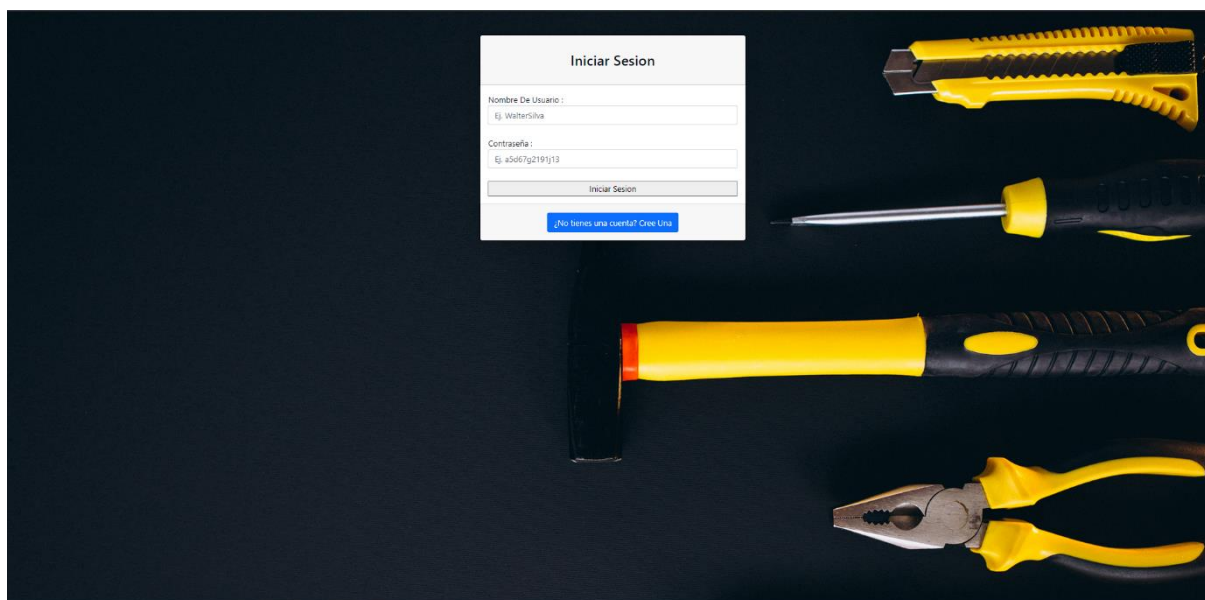 Iniciar Sesion
Nombre De Usuario :
Ej. WalterSilva
Contraseña :
Ej. a5d67g2191j13
Iniciar Sesion
¿No tienes una cuenta? Cree Una